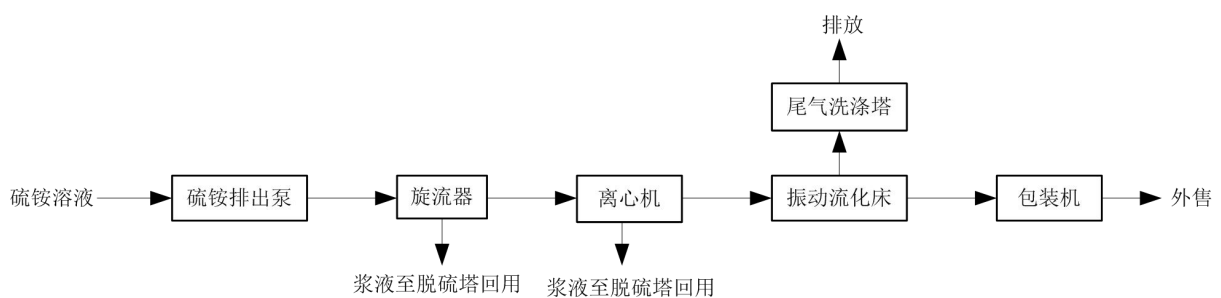 排放
尾气洗涤塔
硫铵溶液
硫铵排出泵
旋流器
离心机
振动流化床
包装机
外售
浆液至脱硫塔回用
浆液至脱硫塔回用